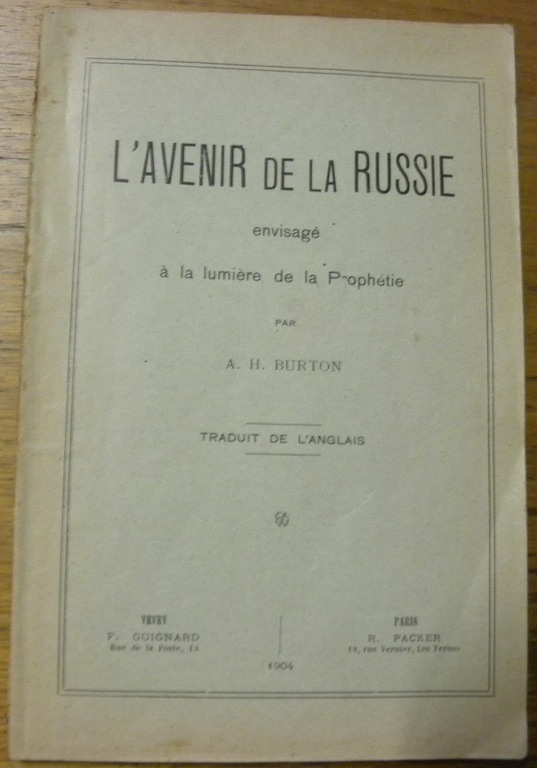 L'AVENIR DE LA RUSSIE
envisagé
à la lumière de la Prophétie
PAR
A. H. BURTON
TRADUIT DE L'ANGLAIS
VEVEY
F. GUIGNARD
Rue de la Poste, 14
PARIS
R. PACKER
14, rue Vernier, Les Ternes
1904